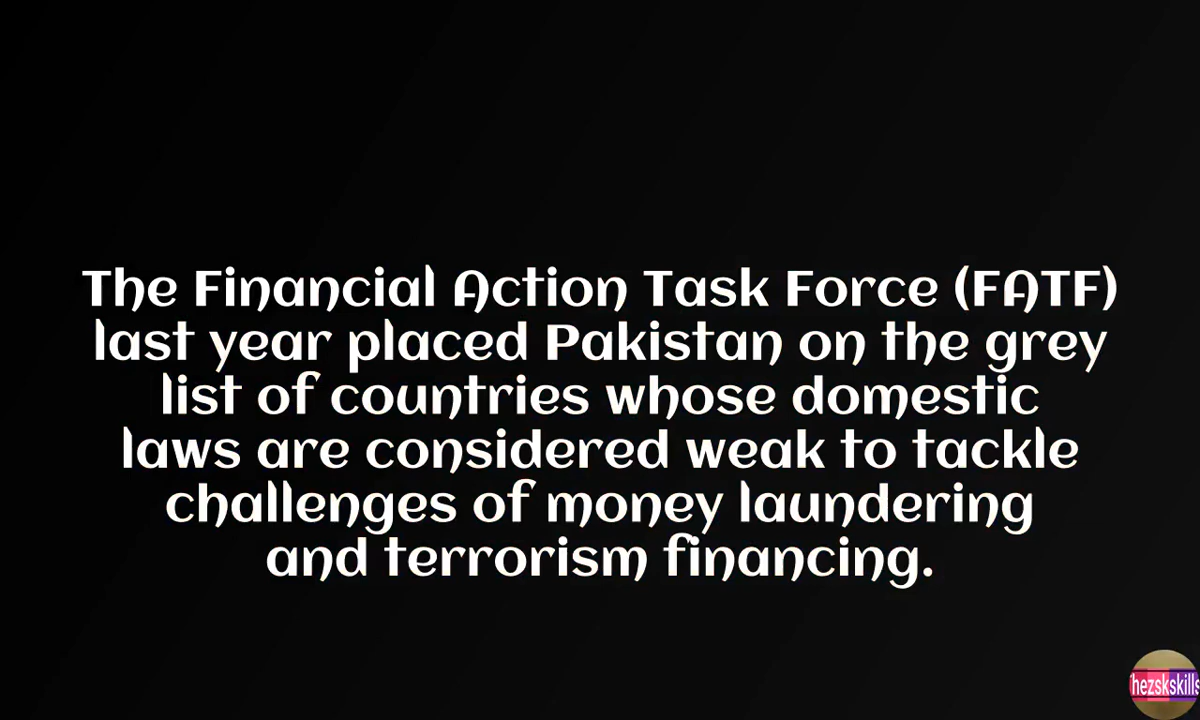 The Financial Action Task Force (FATF)
last year placed Pakistan on the grey
list of countries whose domestic
laws are considered weak to tackle
challenges of money laundering
and terrorism financing.
hezskskills